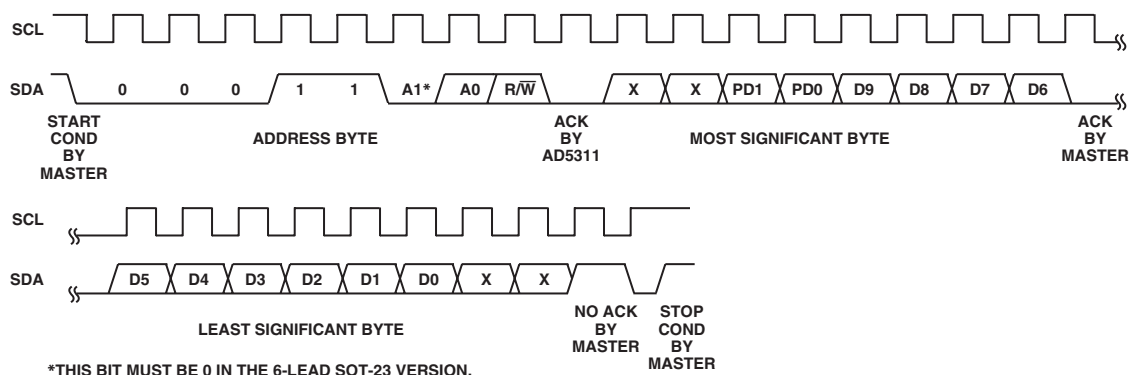 SCL
SDA 0 0 0 1 1 A1* A0 R/W̅ X X PD1 PD0 D9 D8 D7 D6
START
COND
BY
MASTER
ADDRESS BYTE
ACK
BY
AD5311
MOST SIGNIFICANT BYTE
ACK
BY
MASTER
SCL
SDA D5 D4 D3 D2 D1 D0 X X
LEAST SIGNIFICANT BYTE
NO ACK
BY
MASTER
STOP
COND
BY
MASTER
*THIS BIT MUST BE 0 IN THE 6-LEAD SOT-23 VERSION.